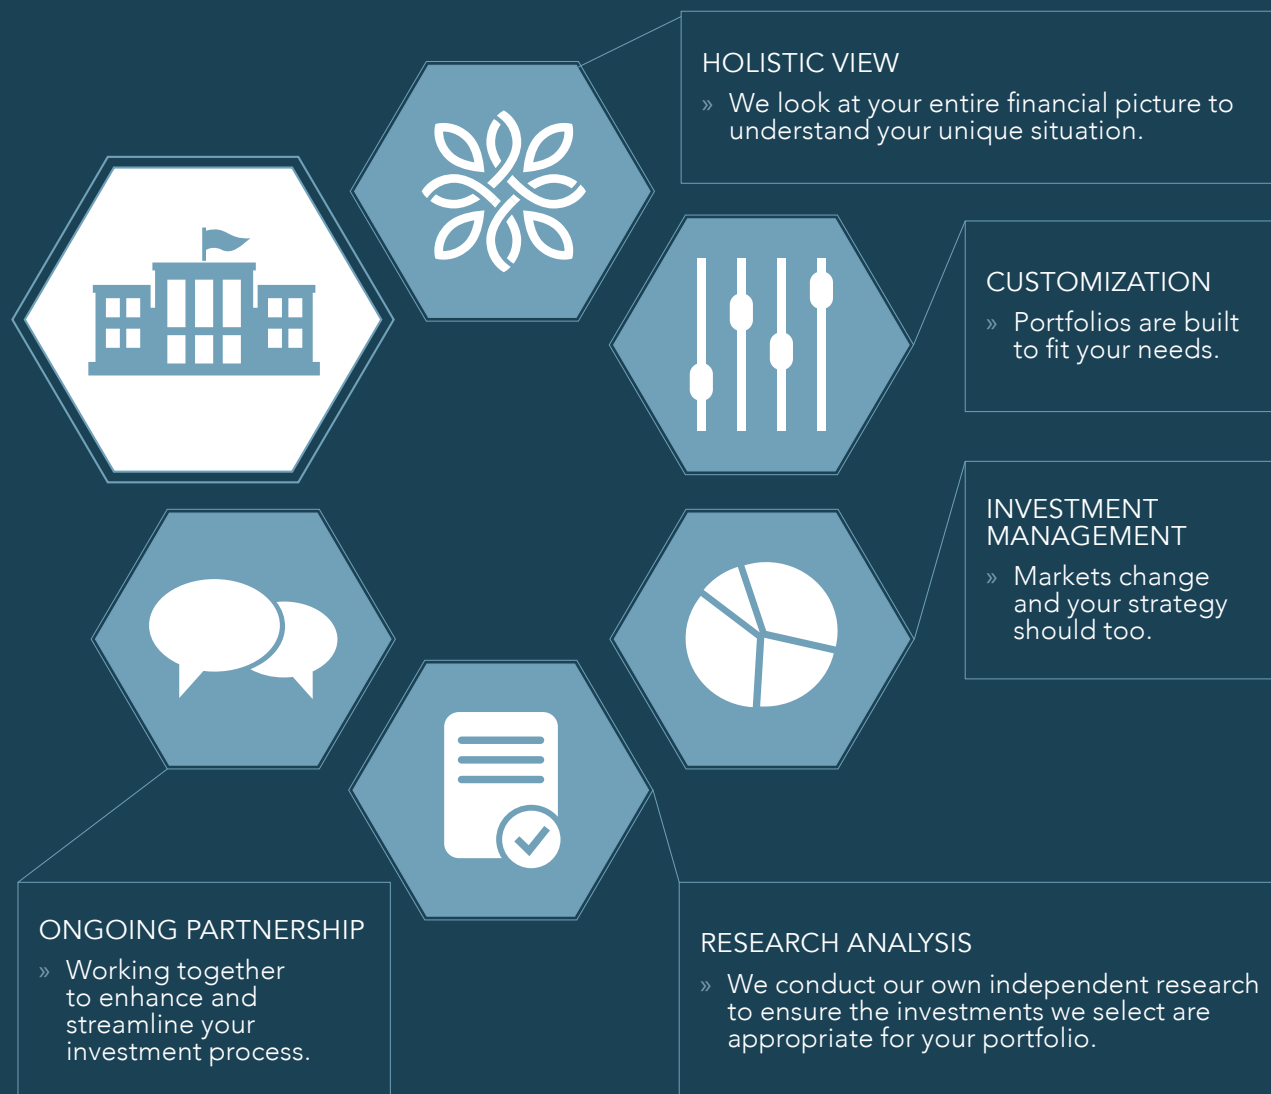 HOLISTIC VIEW
» We look at your entire financial picture to
understand your unique situation.
CUSTOMIZATION
» Portfolios are built
to fit your needs.
INVESTMENT
MANAGEMENT
» Markets change
and your strategy
should too.
ONGOING PARTNERSHIP
» Working together
to enhance and
streamline your
investment process.
RESEARCH ANALYSIS
» We conduct our own independent research
to ensure the investments we select are
appropriate for your portfolio.